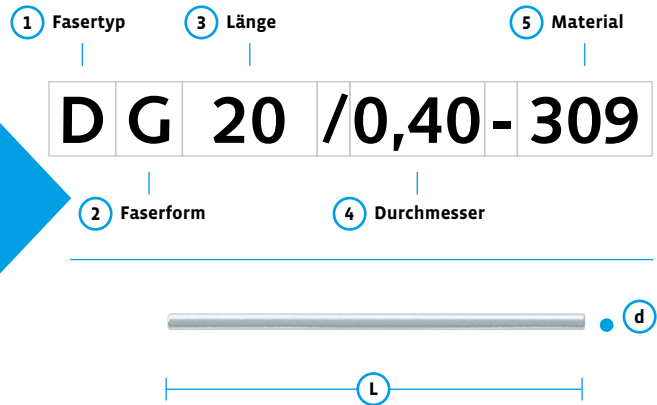 1 Fasertyp 3 Länge 5 Material
D G 20 /0,40 - 309
2 Faserform 4 Durchmesser
d
L